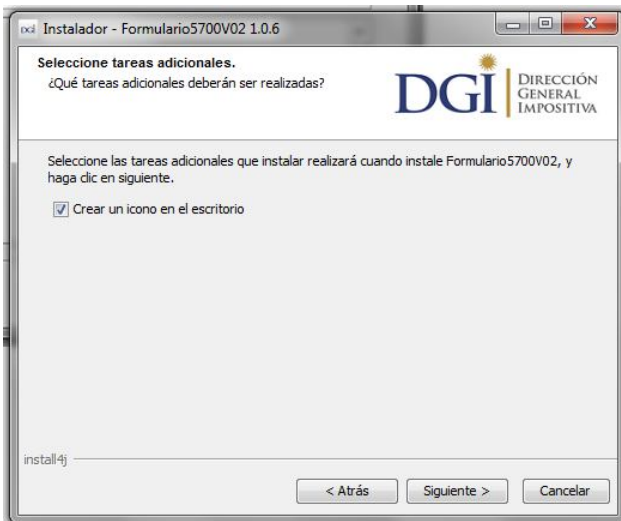 DGI Instalador - Formulario5700V02 1.0.6
Seleccione tareas adicionales.
¿Qué tareas adicionales deberán ser realizadas?
DGI
DIRECCIÓN
GENERAL
IMPOSITIVA
Seleccione las tareas adicionales que instalar realizará cuando instale Formulario5700V02, y
haga clic en siguiente.
Crear un icono en el escritorio
install4j
< Atrás
Siguiente >
Cancelar